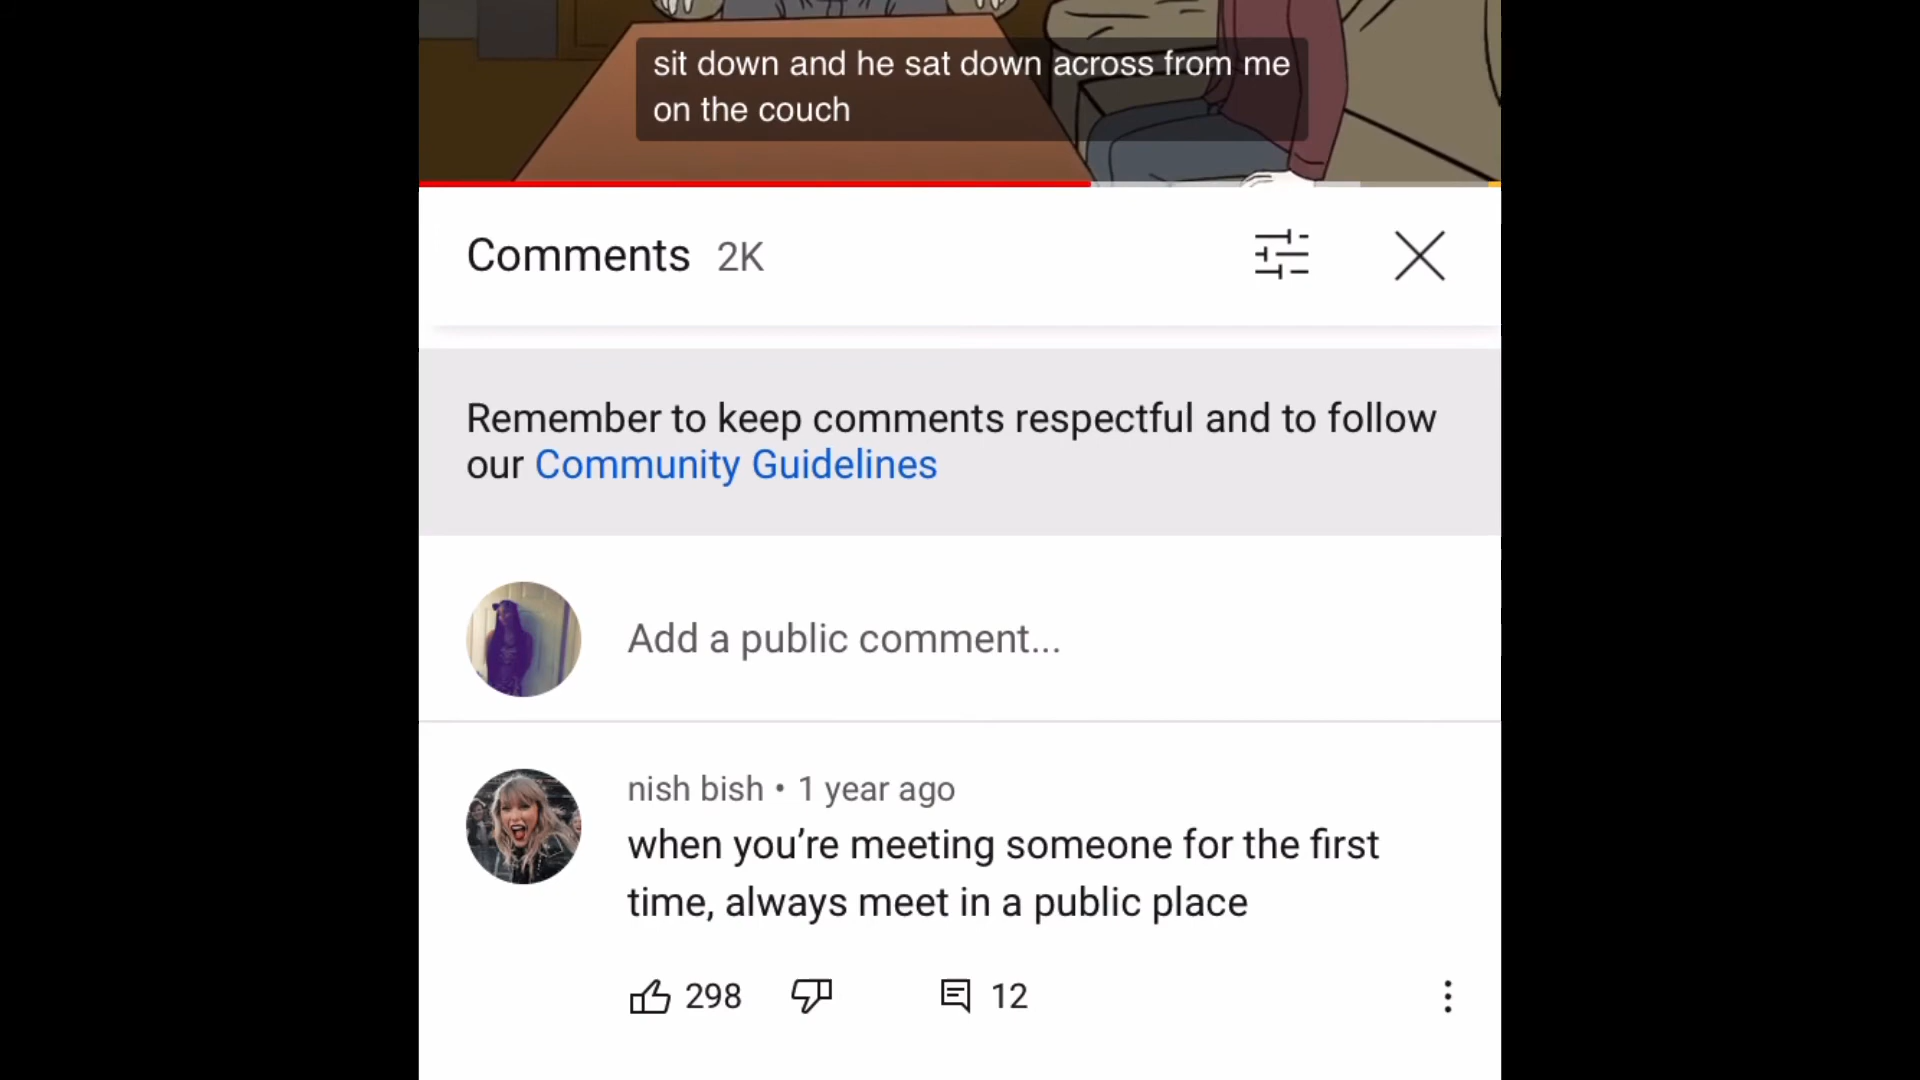 sit down and he sat down across from me
on the couch
Comments 2K
Remember to keep comments respectful and to follow
our Community Guidelines
Add a public comment...
nish bish • 1 year ago
when you’re meeting someone for the first
time, always meet in a public place
298 12